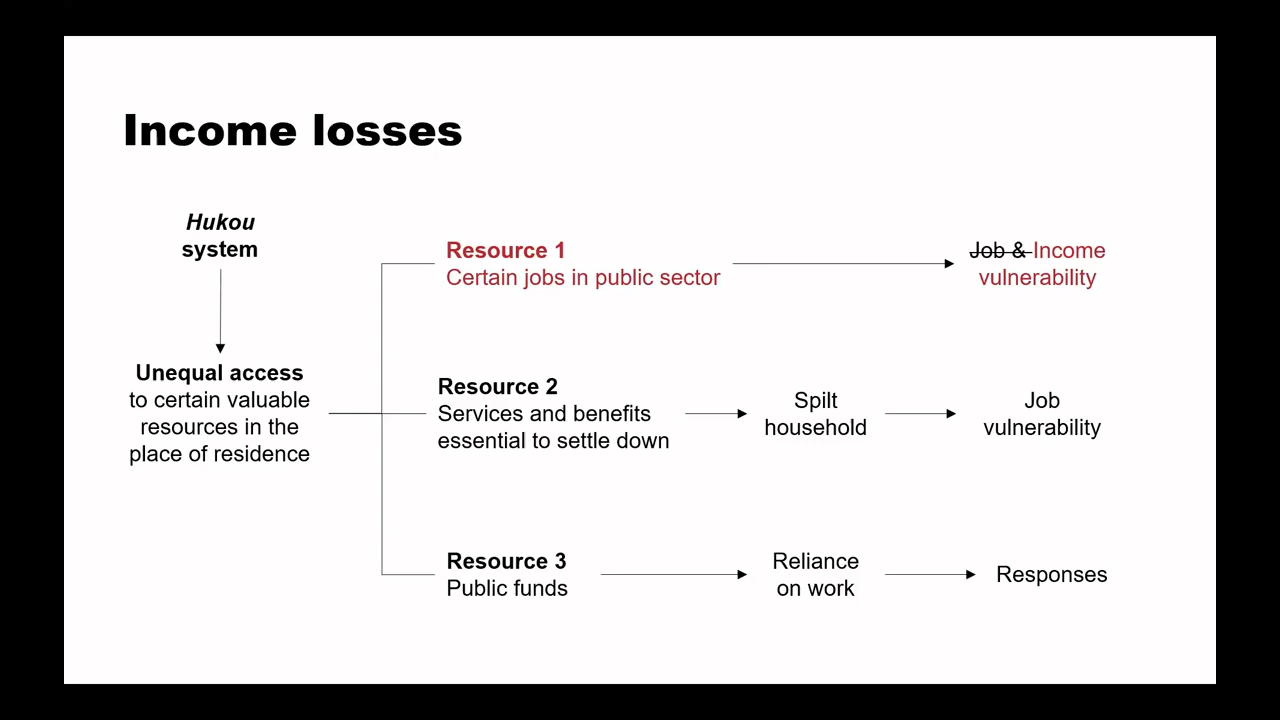 Income losses
Hukou
system
Unequal access
to certain valuable
resources in the
place of residence
Resource 1
Certain jobs in public sector
Job & Income
vulnerability
Resource 2
Services and benefits
essential to settle down
Spilt
household
Job
vulnerability
Resource 3
Public funds
Reliance
on work
Responses